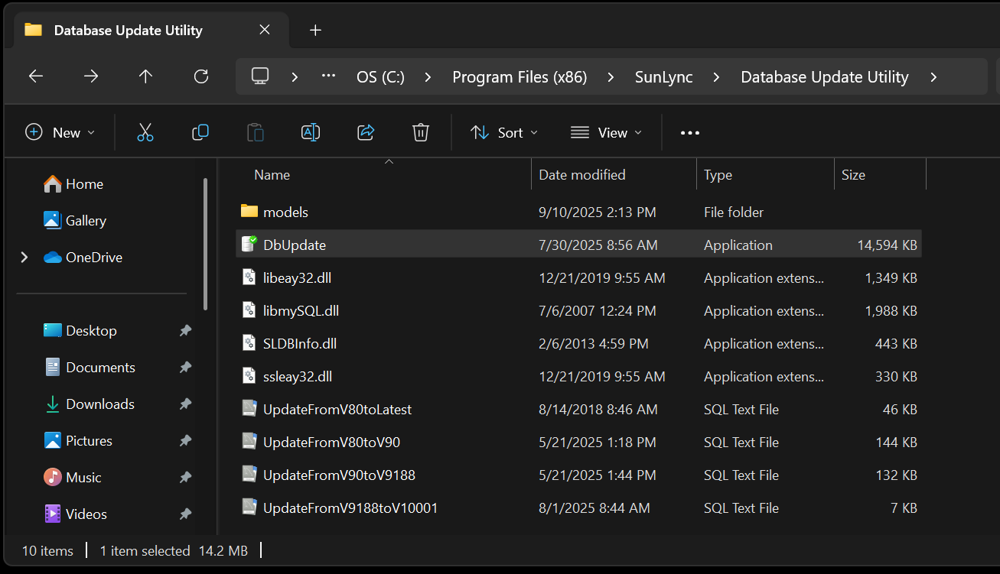 Database Update Utility
OS (C:) Program Files (x86) SunLync Database Update Utility
New Sort View
Home
Gallery
OneDrive
Desktop
Documents
Downloads
Pictures
Music
Videos
Name Date modified Type Size
models 9/10/2025 2:13 PM File folder
DbUpdate 7/30/2025 8:56 AM Application 14,594 KB
libeay32.dll 12/21/2019 9:55 AM Application extens... 1,349 KB
libmySQL.dll 7/6/2007 12:24 PM Application extens... 1,988 KB
SLDBInfo.dll 2/6/2013 4:59 PM Application extens... 443 KB
ssleay32.dll 12/21/2019 9:55 AM Application extens... 330 KB
UpdateFromV80toLatest 8/14/2018 8:46 AM SQL Text File 46 KB
UpdateFromV80toV90 5/21/2025 1:18 PM SQL Text File 144 KB
UpdateFromV90toV9188 5/21/2025 1:44 PM SQL Text File 132 KB
UpdateFromV9188toV10001 8/1/2025 8:44 AM SQL Text File 7 KB
10 items 1 item selected 14.2 MB